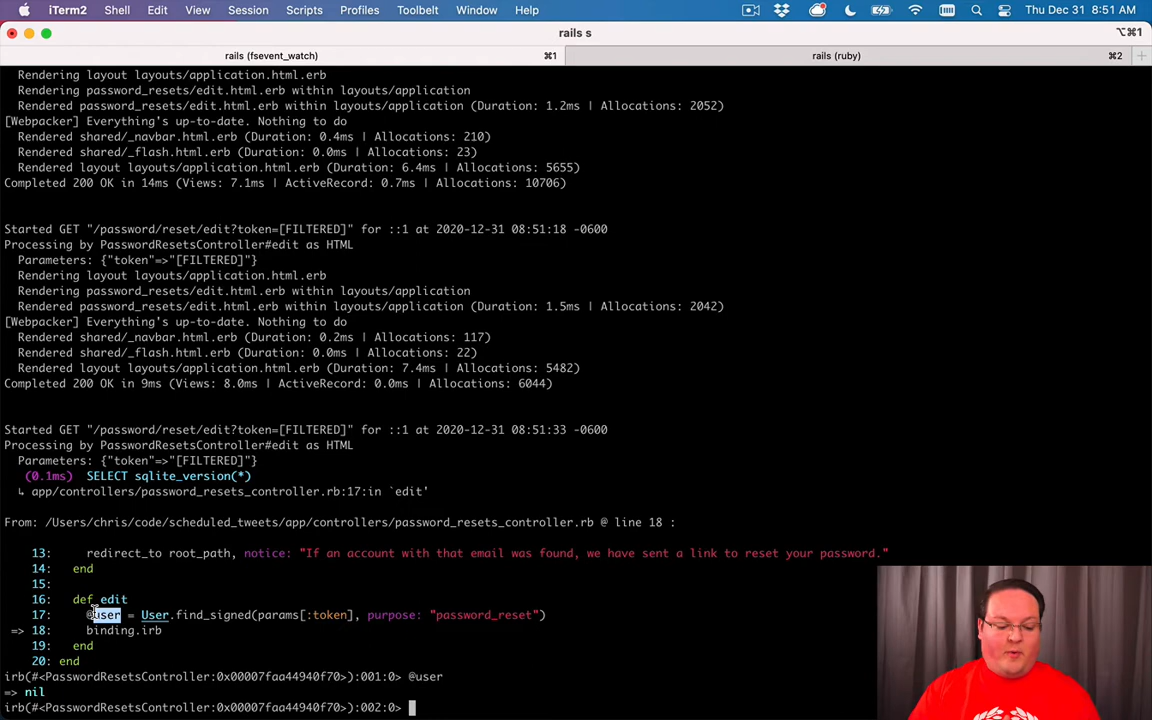 iTerm2 Shell Edit View Session Scripts Profiles Toolbelt Window Help Thu Dec 31 8:51 AM
rails s ⌥⌘1
rails (fsevent_watch) ⌘1 rails (ruby) ⌘2
Rendering layout layouts/application.html.erb
Rendering password_resets/edit.html.erb within layouts/application
Rendered password_resets/edit.html.erb within layouts/application (Duration: 1.2ms | Allocations: 2052)
[Webpacker] Everything's up-to-date. Nothing to do
Rendered shared/_navbar.html.erb (Duration: 0.4ms | Allocations: 210)
Rendered shared/_flash.html.erb (Duration: 0.0ms | Allocations: 23)
Rendered layout layouts/application.html.erb (Duration: 6.4ms | Allocations: 5655)
Completed 200 OK in 14ms (Views: 7.1ms | ActiveRecord: 0.7ms | Allocations: 10706)
Started GET "/password/reset/edit?token=[FILTERED]" for ::1 at 2020-12-31 08:51:18 -0600
Processing by PasswordResetsController#edit as HTML
Parameters: {"token"=>"[FILTERED]"}
Rendering layout layouts/application.html.erb
Rendering password_resets/edit.html.erb within layouts/application
Rendered password_resets/edit.html.erb within layouts/application (Duration: 1.5ms | Allocations: 2042)
[Webpacker] Everything's up-to-date. Nothing to do
Rendered shared/_navbar.html.erb (Duration: 0.2ms | Allocations: 117)
Rendered shared/_flash.html.erb (Duration: 0.0ms | Allocations: 22)
Rendered layout layouts/application.html.erb (Duration: 7.4ms | Allocations: 5482)
Completed 200 OK in 9ms (Views: 8.0ms | ActiveRecord: 0.0ms | Allocations: 6044)
Started GET "/password/reset/edit?token=[FILTERED]" for ::1 at 2020-12-31 08:51:33 -0600
Processing by PasswordResetsController#edit as HTML
Parameters: {"token"=>"[FILTERED]"}
(0.1ms) SELECT sqlite_version(*)
↳ app/controllers/password_resets_controller.rb:17:in `edit'
From: /Users/chris/code/scheduled_tweets/app/controllers/password_resets_controller.rb @ line 18 :
13: redirect_to root_path, notice: "If an account with that email was found, we have sent a link to reset your password."
14: end
15:
16: def edit
17: @user = User.find_signed(params[:token], purpose: "password_reset")
=> 18: binding.irb
19: end
20: end
irb(#<PasswordResetsController:0x00007faa44940f70>):001:0> @user
=> nil
irb(#<PasswordResetsController:0x00007faa44940f70>):002:0>